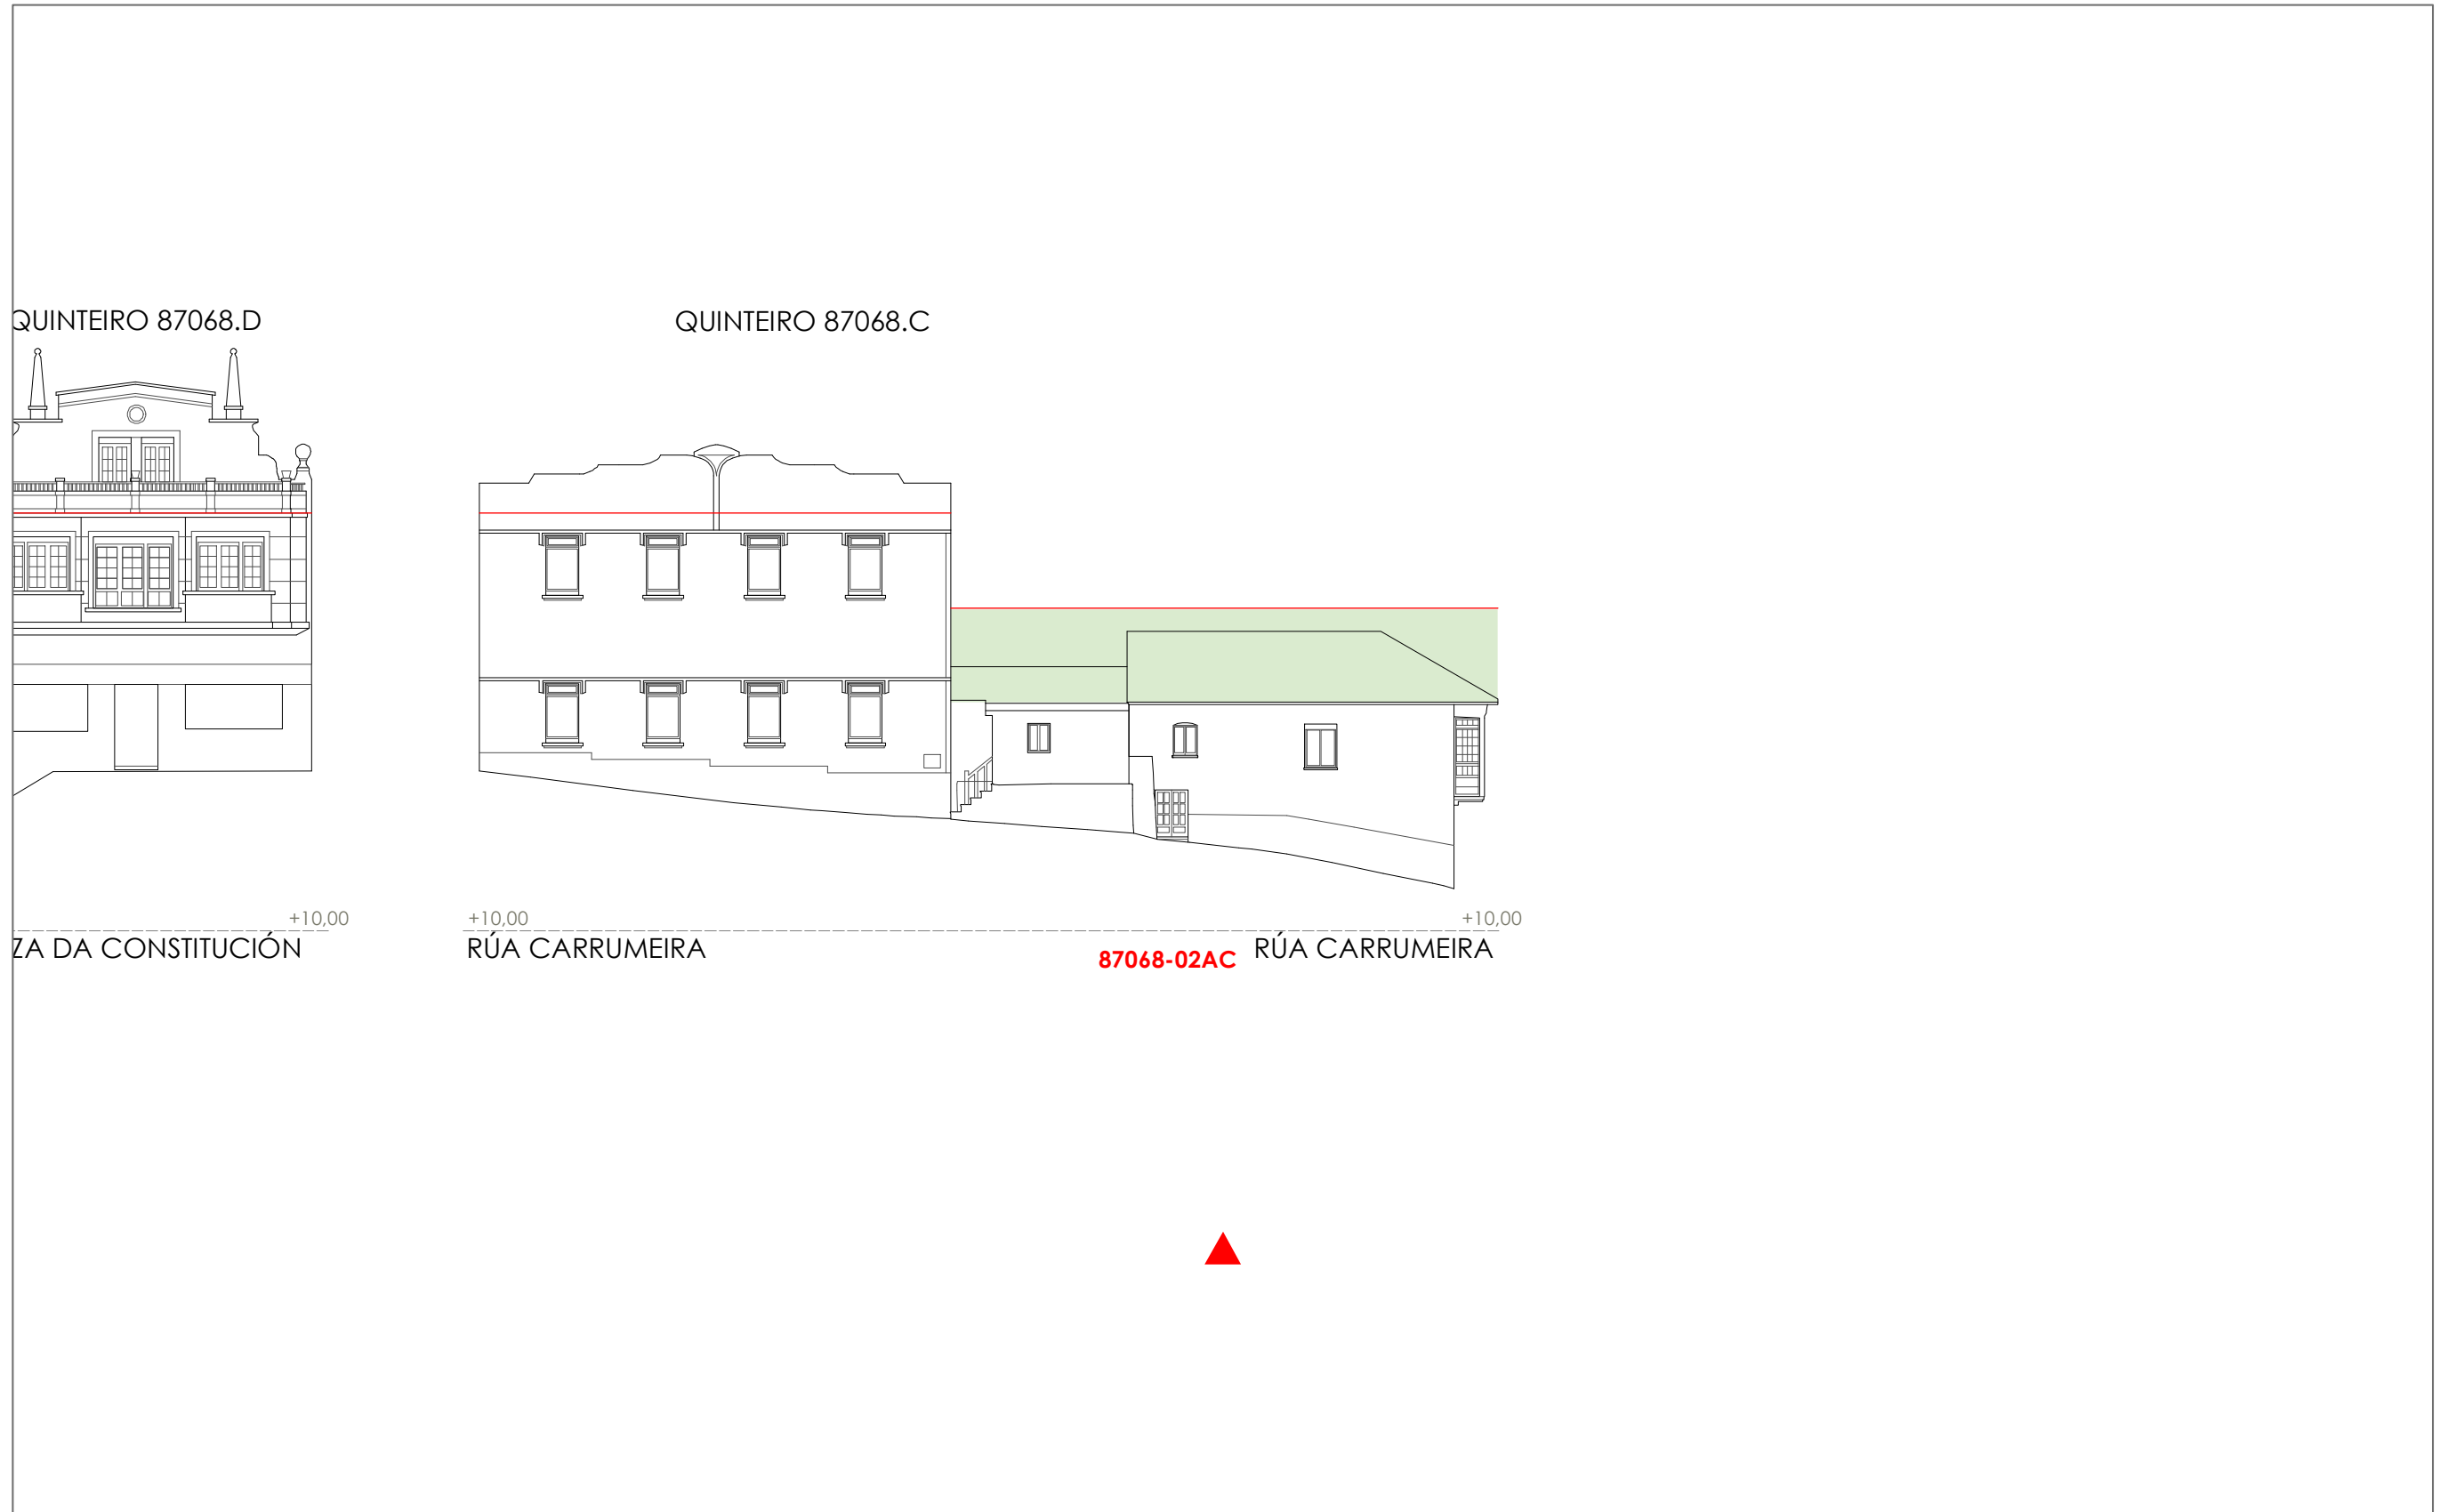 QUINTEIRO 87068.D
QUINTEIRO 87068.C
+10,00
+10,00
+10,00
ZA DA CONSTITUCIÓN
RÚA CARRUMEIRA
87068-02AC
RÚA CARRUMEIRA